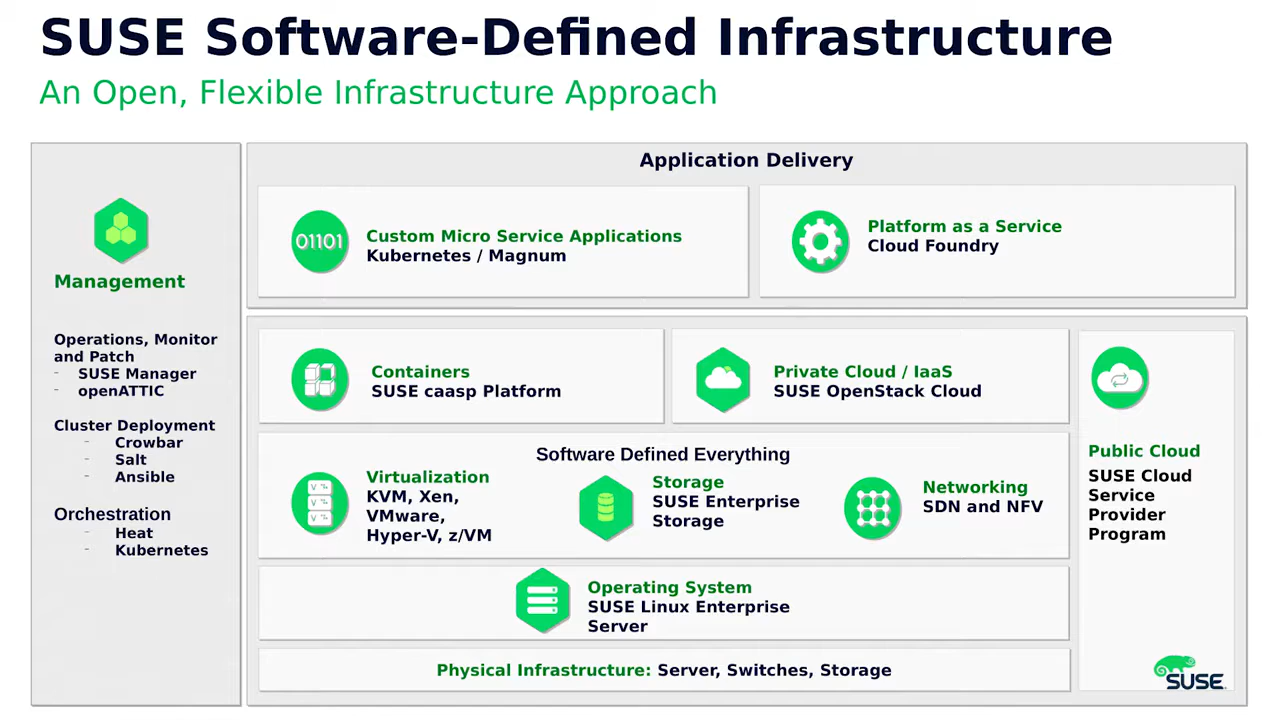 SUSE Software-Defined Infrastructure
An Open, Flexible Infrastructure Approach
Management
Operations, Monitor
and Patch
- SUSE Manager
- openATTIC
Cluster Deployment
- Crowbar
- Salt
- Ansible
Orchestration
- Heat
- Kubernetes
Application Delivery
01101
Custom Micro Service Applications
Kubernetes / Magnum
Platform as a Service
Cloud Foundry
Containers
SUSE caasp Platform
Private Cloud / IaaS
SUSE OpenStack Cloud
Software Defined Everything
Virtualization
KVM, Xen,
VMware,
Hyper-V, z/VM
Storage
SUSE Enterprise
Storage
Networking
SDN and NFV
Operating System
SUSE Linux Enterprise
Server
Physical Infrastructure: Server, Switches, Storage
Public Cloud
SUSE Cloud
Service
Provider
Program
SUSE